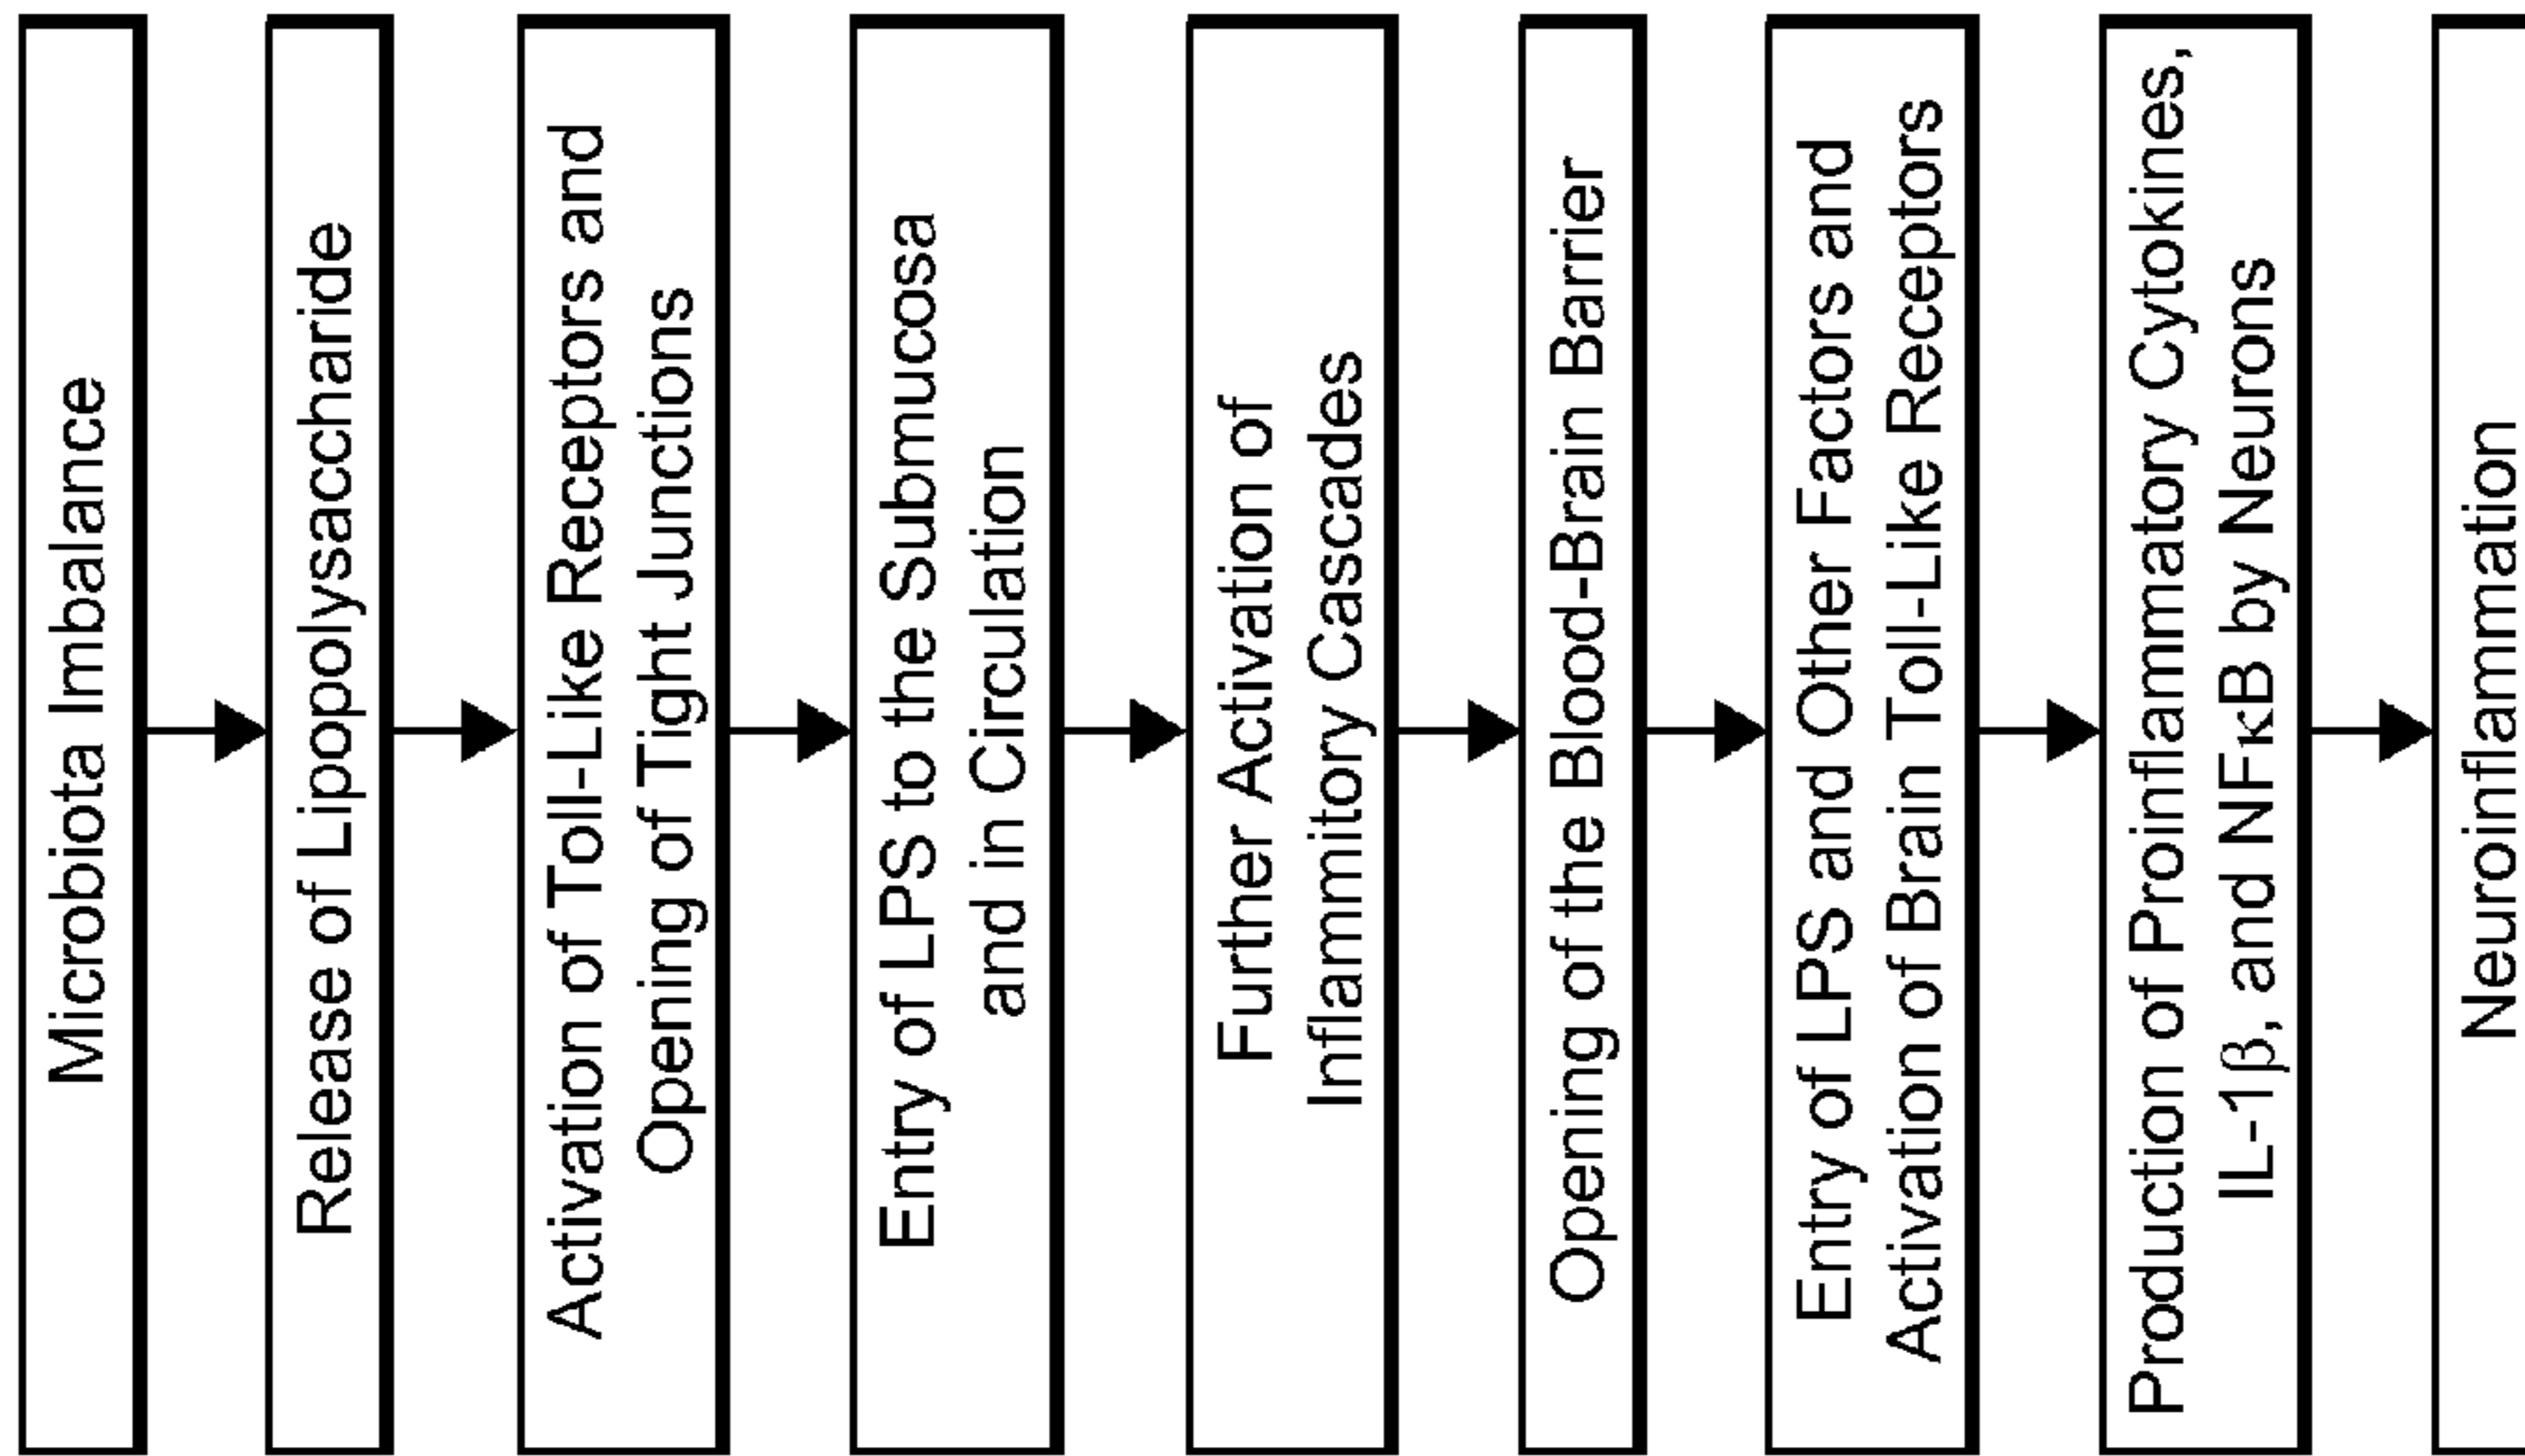 Microbiota Imbalance
Release of Lipopolysaccharide
Activation of Toll-Like Receptors and
Opening of Tight Junctions
Entry of LPS to the Submucosa
and in Circulation
Further Activation of
Inflammitory Cascades
Opening of the Blood-Brain Barrier
Entry of LPS and Other Factors and
Activation of Brain Toll-Like Receptors
Production of Proinflammatory Cytokines,
IL-1β, and NFκB by Neurons
Neuroinflammation